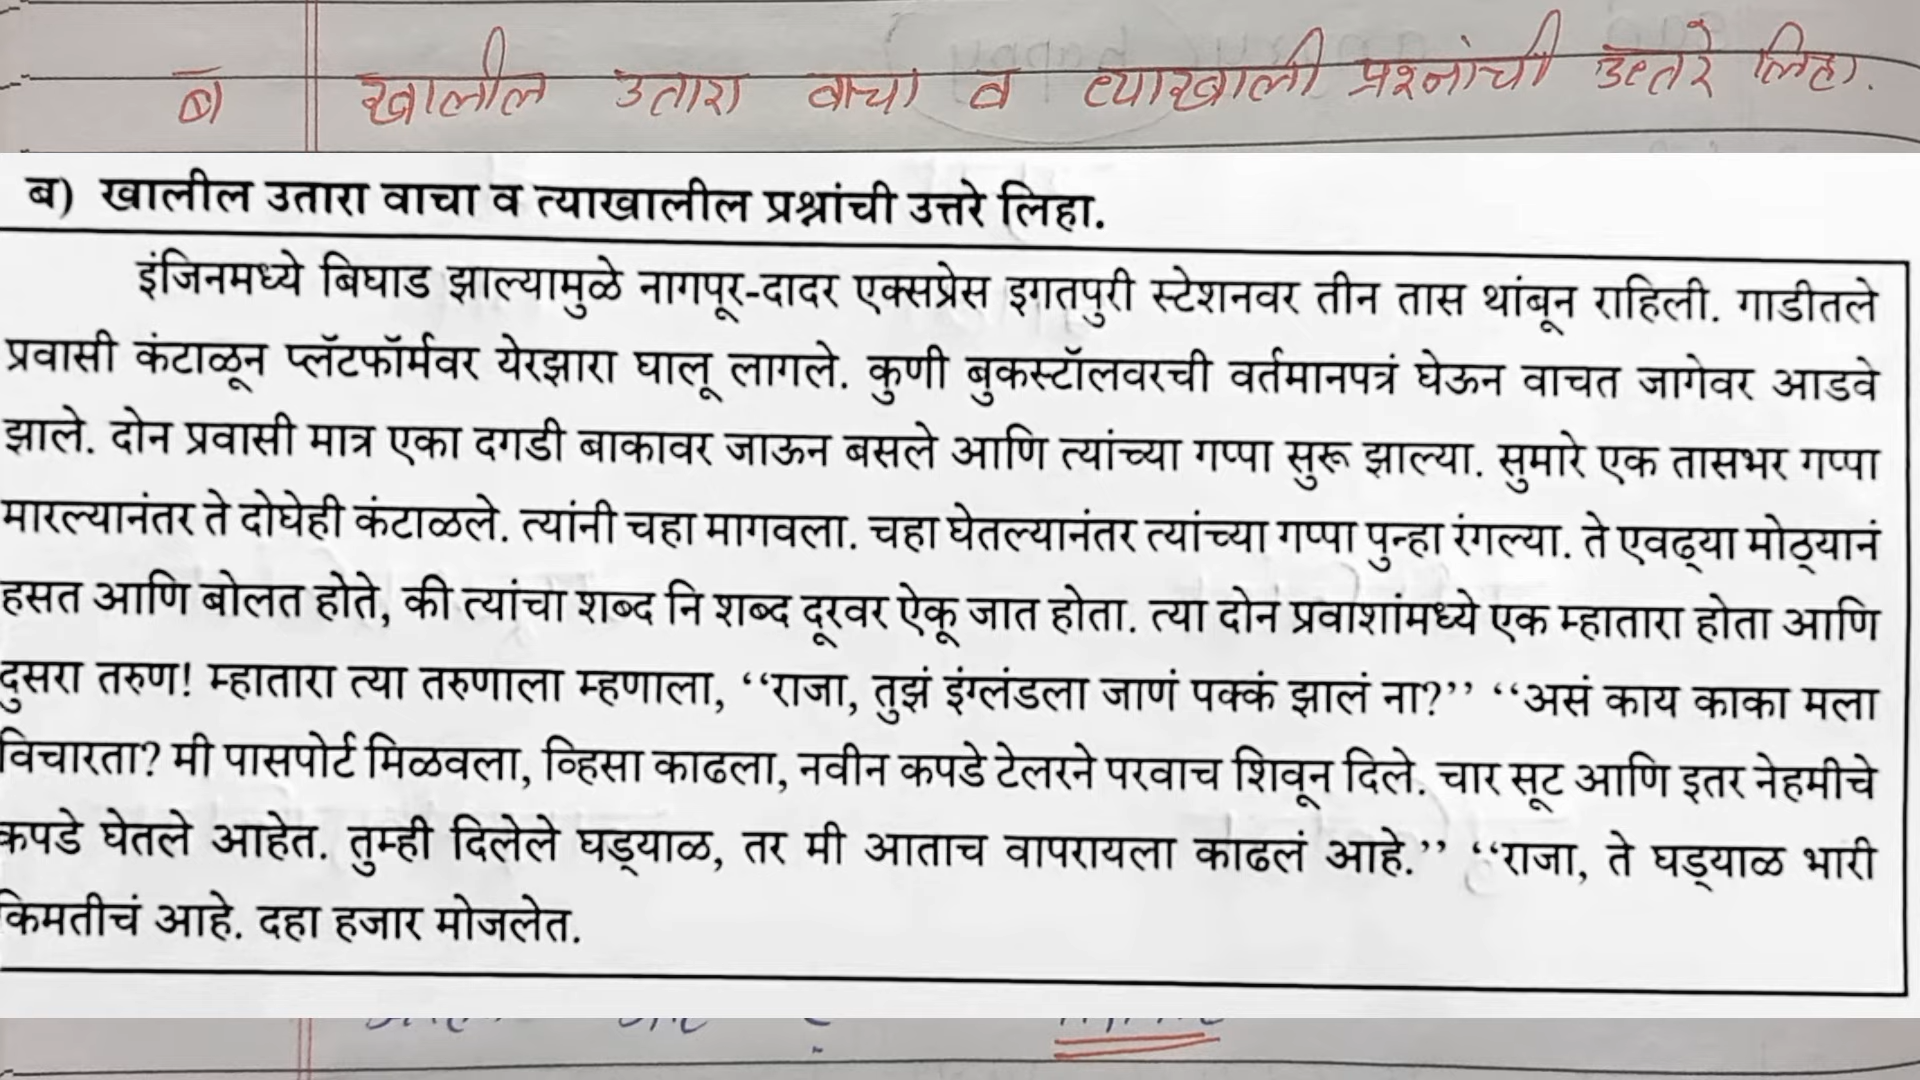 ब) खालील उतारा वाचा व त्याखाली प्रश्नांची उत्तरे लिहा.
ब) खालील उतारा वाचा व त्याखालील प्रश्नांची उत्तरे लिहा.
इंजिनमध्ये बिघाड झाल्यामुळे नागपूर-दादर एक्सप्रेस इगतपुरी स्टेशनवर तीन तास थांबून राहिली. गाडीतले
प्रवासी कंटाळून प्लॅटफॉर्मवर येरझारा घालू लागले. कुणी बुकस्टॉलवरची वर्तमानपत्रं घेऊन वाचत जागेवर आडवे
झाले. दोन प्रवासी मात्र एका दगडी बाकावर जाऊन बसले आणि त्यांच्या गप्पा सुरू झाल्या. सुमारे एक तासभर गप्पा
मारल्यानंतर ते दोघेही कंटाळले. त्यांनी चहा मागवला. चहा घेतल्यानंतर त्यांच्या गप्पा पुन्हा रंगल्या. ते एवढ्या मोठ्यानं
हसत आणि बोलत होते, की त्यांचा शब्द नि शब्द दूरवर ऐकू जात होता. त्या दोन प्रवाशांमध्ये एक म्हातारा होता आणि
दुसरा तरुण! म्हातारा त्या तरुणाला म्हणाला, “राजा, तुझं इंग्लंडला जाणं पक्कं झालं ना?” “असं काय काका मला
विचारता? मी पासपोर्ट मिळवला, व्हिसा काढला, नवीन कपडे टेलरने परवाच शिवून दिले. चार सूट आणि इतर नेहमीचे
कपडे घेतले आहेत. तुम्ही दिलेले घड्याळ, तर मी आताच वापरायला काढलं आहे.” “राजा, ते घड्याळ भारी
किमतीचं आहे. दहा हजार मोजलेत.